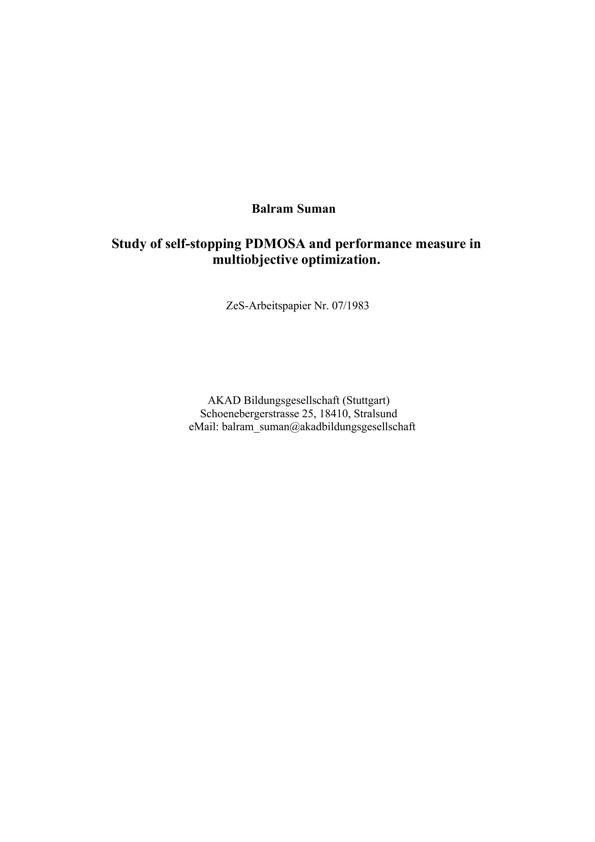 Balram Suman
Study of self-stopping PDMOSA and performance measure in
multiobjective optimization.
ZeS-Arbeitspapier Nr. 07/1983
AKAD Bildungsgesellschaft (Stuttgart)
Schoenebergerstrasse 25, 18410, Stralsund
eMail: balram_suman@akadbildungsgesellschaft